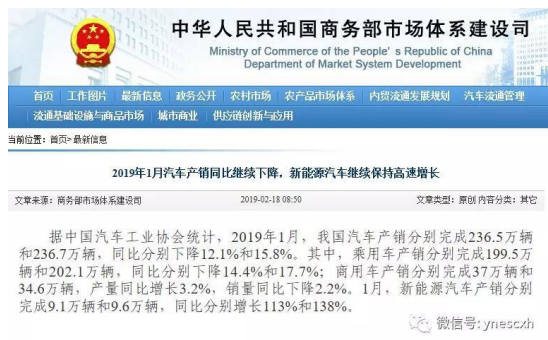 中华人民共和国商务部市场体系建设司
Ministry of Commerce of the People's Republic of China
Department of Market System Development
首页 工作图片 最新信息 政务公开 农村市场 农产品市场体系 内贸流通发展规划 汽车流通管理
流通基础设施与商品市场 城市商业 供应链创新与应用
当前位置：首页>最新信息
2019年1月汽车产销同比继续下降，新能源汽车继续保持高速增长
文章来源：商务部市场体系建设司 2019-02-18 08:50 文章类型：原创 内容分类：其它
据中国汽车工业协会统计，2019年1月，我国汽车产销分别完成236.5万辆
和236.7万辆，同比分别下降12.1%和15.8%。其中，乘用车产销分别完成199.5万
辆和202.1万辆，同比分别下降14.4%和17.7%；商用车产销分别完成37万辆和
34.6万辆，产量同比增长3.2%，销量同比下降2.2%。1月，新能源汽车产销分别
完成9.1万辆和9.6万辆，同比分别增长113%和138%。
微信号: ynescxh